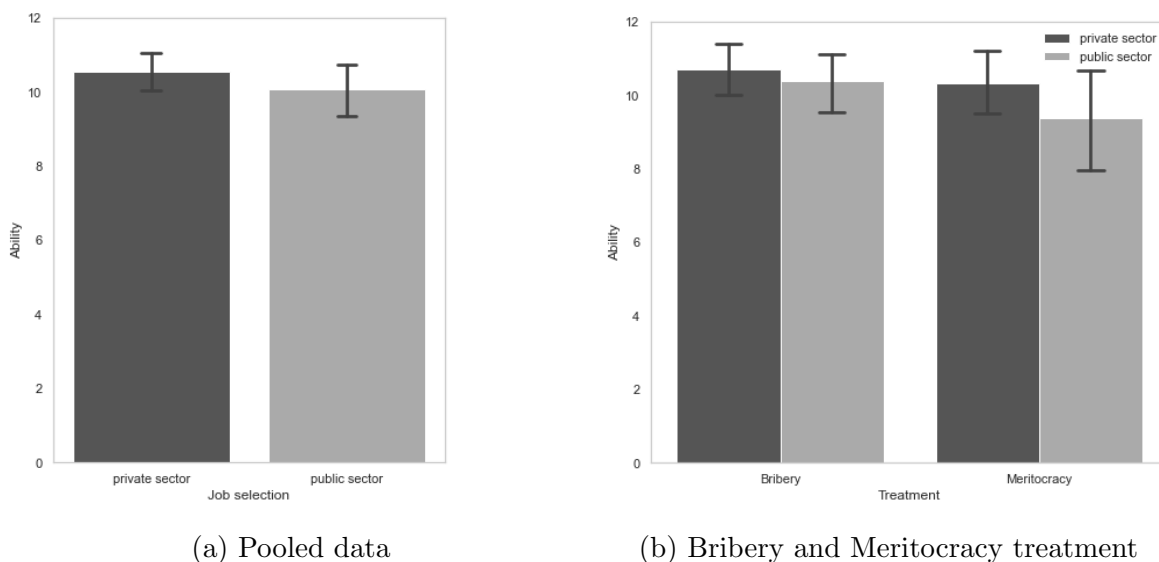 12
10
8
6
4
2
0
Ability
private sector
public sector
Job selection
(a) Pooled data
12
10
8
6
4
2
0
Ability
private sector
public sector
Bribery
Meritocracy
Treatment
(b) Bribery and Meritocracy treatment